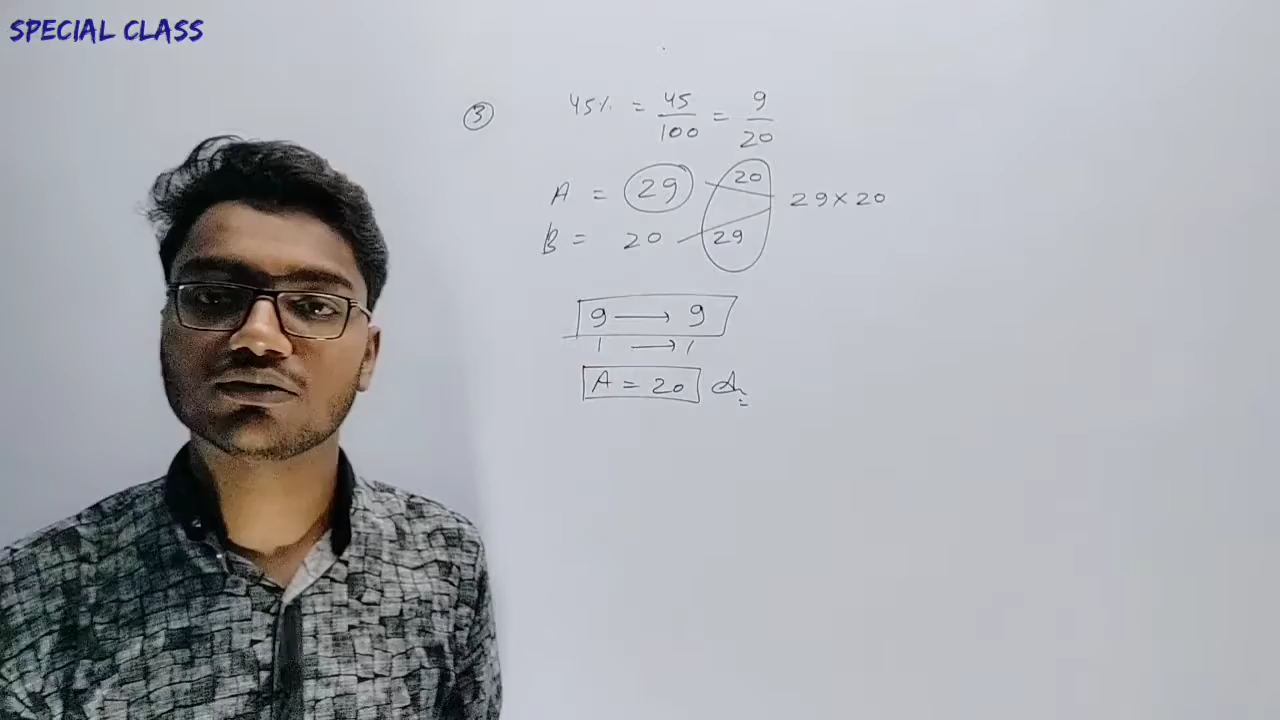 SPECIAL CLASS
③ 45% = 45/100 = 9/20
A = 29 20
29×20
B = 20 29
9 → 9
1 → 1
A = 20